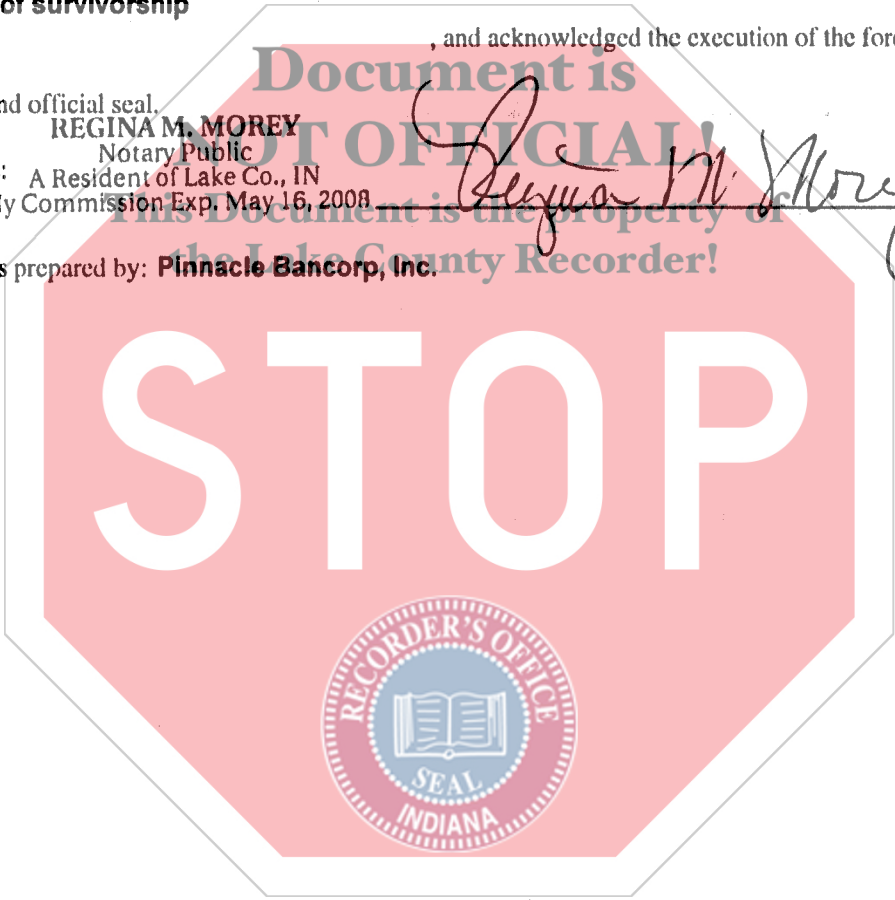 of survivorship
, and acknowledged the execution of the fore
Document is
nd official seal.
REGINA M. MOREY
NOT OFFICIAL!
Notary Public
: A Resident of Lake Co., IN
y Commission Exp. May 16, 2008
Regina M. More
This Document is the property of
the Lake County Recorder!
s prepared by: Pinnacle Bancorp, Inc.
STOP
RECORDER'S OFFICE
SEAL
INDIANA